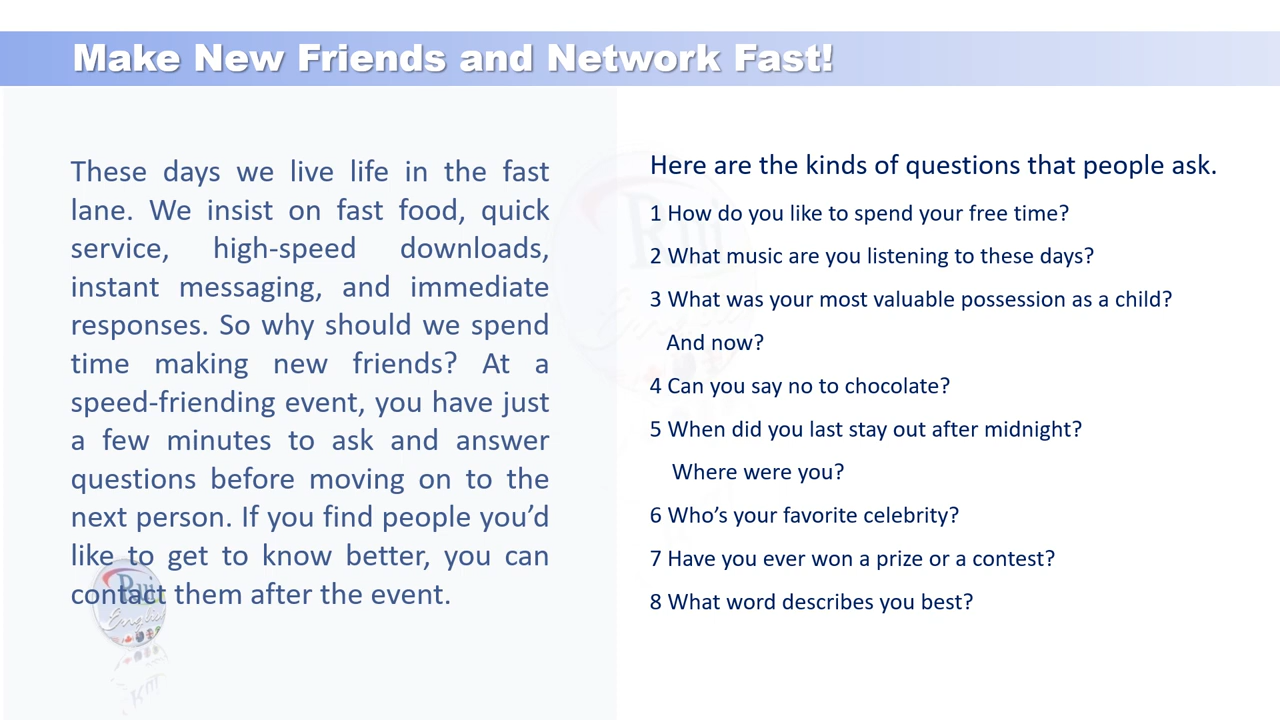 Make New Friends and Network Fast!
These days we live life in the fast
lane. We insist on fast food, quick
service, high-speed downloads,
instant messaging, and immediate
responses. So why should we spend
time making new friends? At a
speed-friending event, you have just
a few minutes to ask and answer
questions before moving on to the
next person. If you find people you’d
like to get to know better, you can
contact them after the event.
Here are the kinds of questions that people ask.
1 How do you like to spend your free time?
2 What music are you listening to these days?
3 What was your most valuable possession as a child?
And now?
4 Can you say no to chocolate?
5 When did you last stay out after midnight?
Where were you?
6 Who’s your favorite celebrity?
7 Have you ever won a prize or a contest?
8 What word describes you best?
English